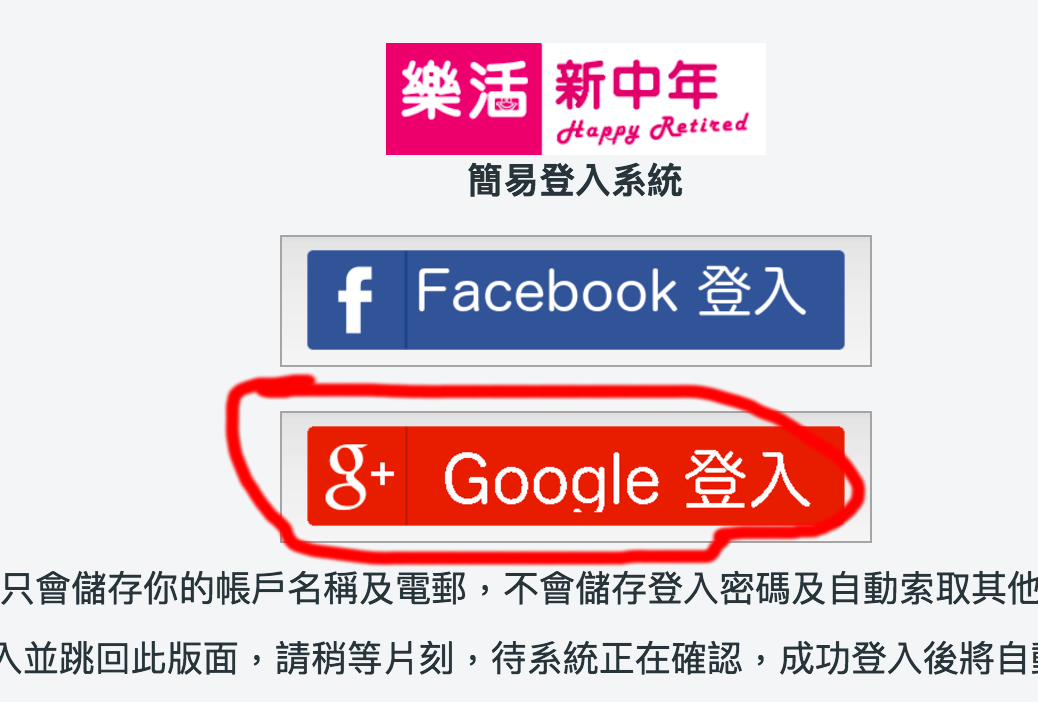 樂活 新中年
Happy Retired
簡易登入系統
f Facebook 登入
g+ Google 登入
只會儲存你的帳戶名稱及電郵，不會儲存登入密碼及自動索取其他
入並跳回此版面，請稍等片刻，待系統正在確認，成功登入後將自動